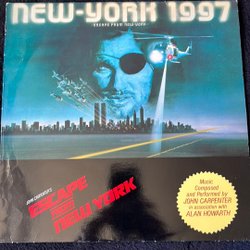 NEW-YORK 1997
-ESCAPE FROM NEW-YORK-
JOHN CARPENTER'S
ESCAPE
FROM
NEW YORK
Music
Composed
and Performed by
JOHN CARPENTER
in association with
ALAN HOWARTH